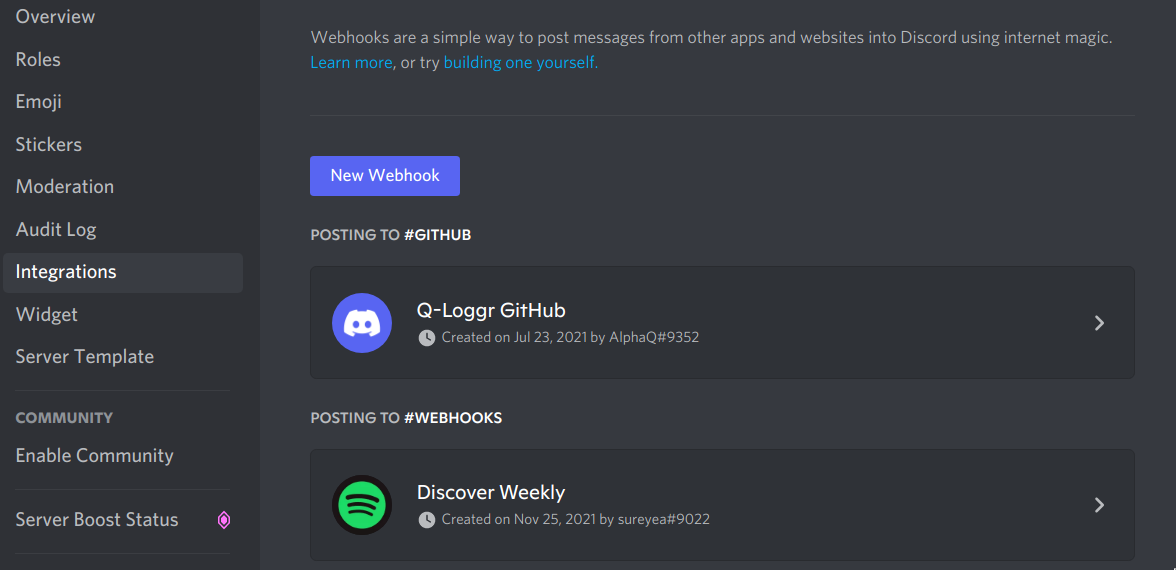 Overview
Roles
Emoji
Stickers
Moderation
Audit Log
Integrations
Widget
Server Template
COMMUNITY
Enable Community
Server Boost Status
Webhooks are a simple way to post messages from other apps and websites into Discord using internet magic.
Learn more, or try building one yourself.
New Webhook
POSTING TO #GITHUB
Q-Loggr GitHub
Created on Jul 23, 2021 by AlphaQ#9352
POSTING TO #WEBHOOKS
Discover Weekly
Created on Nov 25, 2021 by sureyea#9022